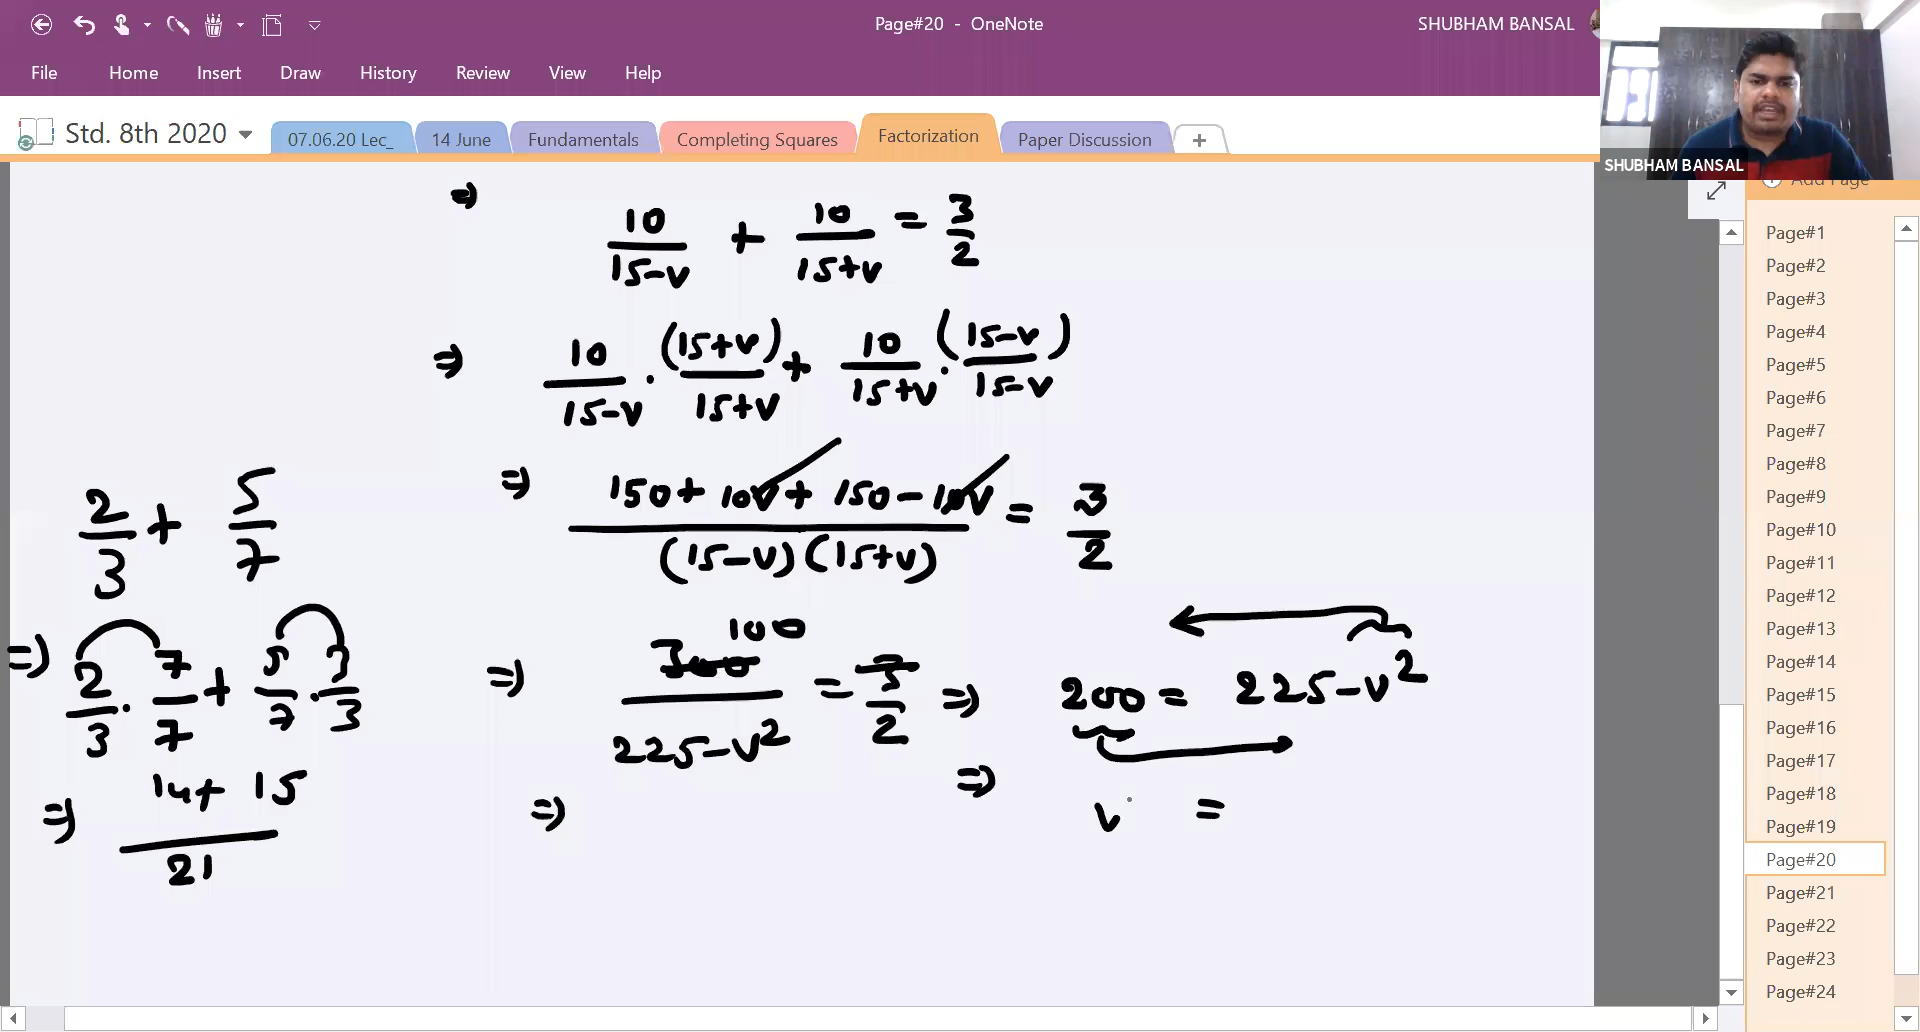 Page#20 - OneNote
SHUBHAM BANSAL
File Home Insert Draw History Review View Help
SHUBHAM BANSAL
Std. 8th 2020
07.06.20 Lec_
14 June
Fundamentals
Completing Squares
Factorization
Paper Discussion
+
Add Page
Page#1
Page#2
Page#3
Page#4
Page#5
Page#6
Page#7
Page#8
Page#9
Page#10
Page#11
Page#12
Page#13
Page#14
Page#15
Page#16
Page#17
Page#18
Page#19
Page#20
Page#21
Page#22
Page#23
Page#24
⇒ 10/(15-v) + 10/(15+v) = 3/2
⇒ 10/(15-v) · (15+v)/(15+v) + 10/(15+v) · (15-v)/(15-v)
⇒ (150 + 10v + 150 - 10v)/((15-v)(15+v)) = 3/2
⇒ 300 100/(225-v²) = 3/2 ⇒ 200 = 225-v²
⇒ ⇒ v =
2/3 + 5/7
⇒ 2/3 · 7/7 + 5/7 · 3/3
⇒ (14 + 15)/21